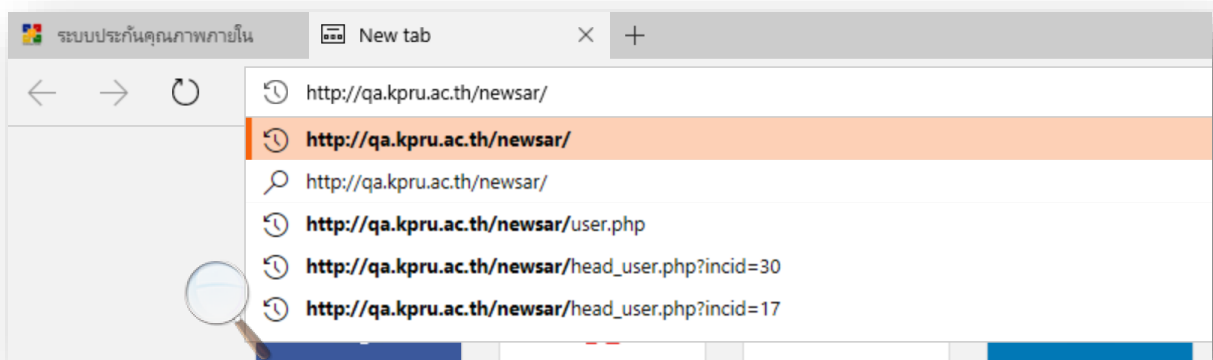 ระบบประกันคุณภาพภายใน
New tab
http://qa.kpru.ac.th/newsar/
http://qa.kpru.ac.th/newsar/
http://qa.kpru.ac.th/newsar/
http://qa.kpru.ac.th/newsar/user.php
http://qa.kpru.ac.th/newsar/head_user.php?incid=30
http://qa.kpru.ac.th/newsar/head_user.php?incid=17